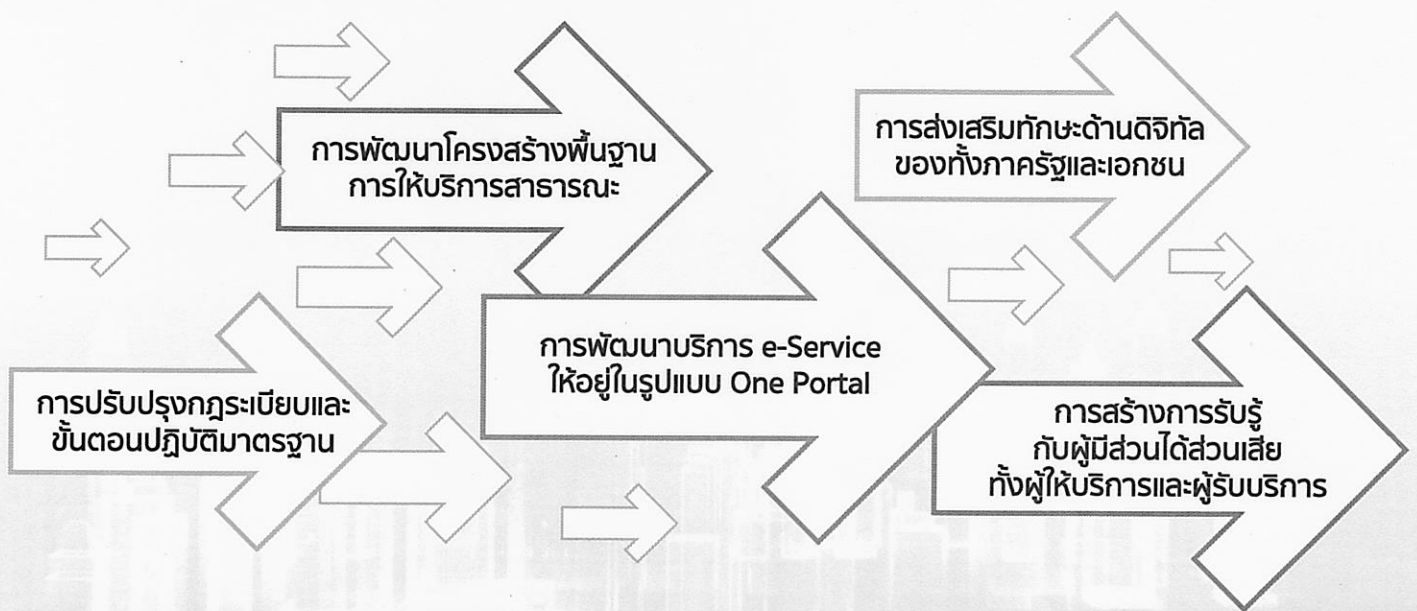 การพัฒนาโครงสร้างพื้นฐาน
การให้บริการสาธารณะ
การส่งเสริมทักษะด้านดิจิทัล
ของทั้งภาครัฐและเอกชน
การปรับปรุงกฎระเบียบและ
ขั้นตอนปฏิบัติมาตรฐาน
การพัฒนาบริการ e-Service
ให้อยู่ในรูปแบบ One Portal
การสร้างการรับรู้
กับผู้มีส่วนได้ส่วนเสีย
ทั้งผู้ให้บริการและผู้รับบริการ